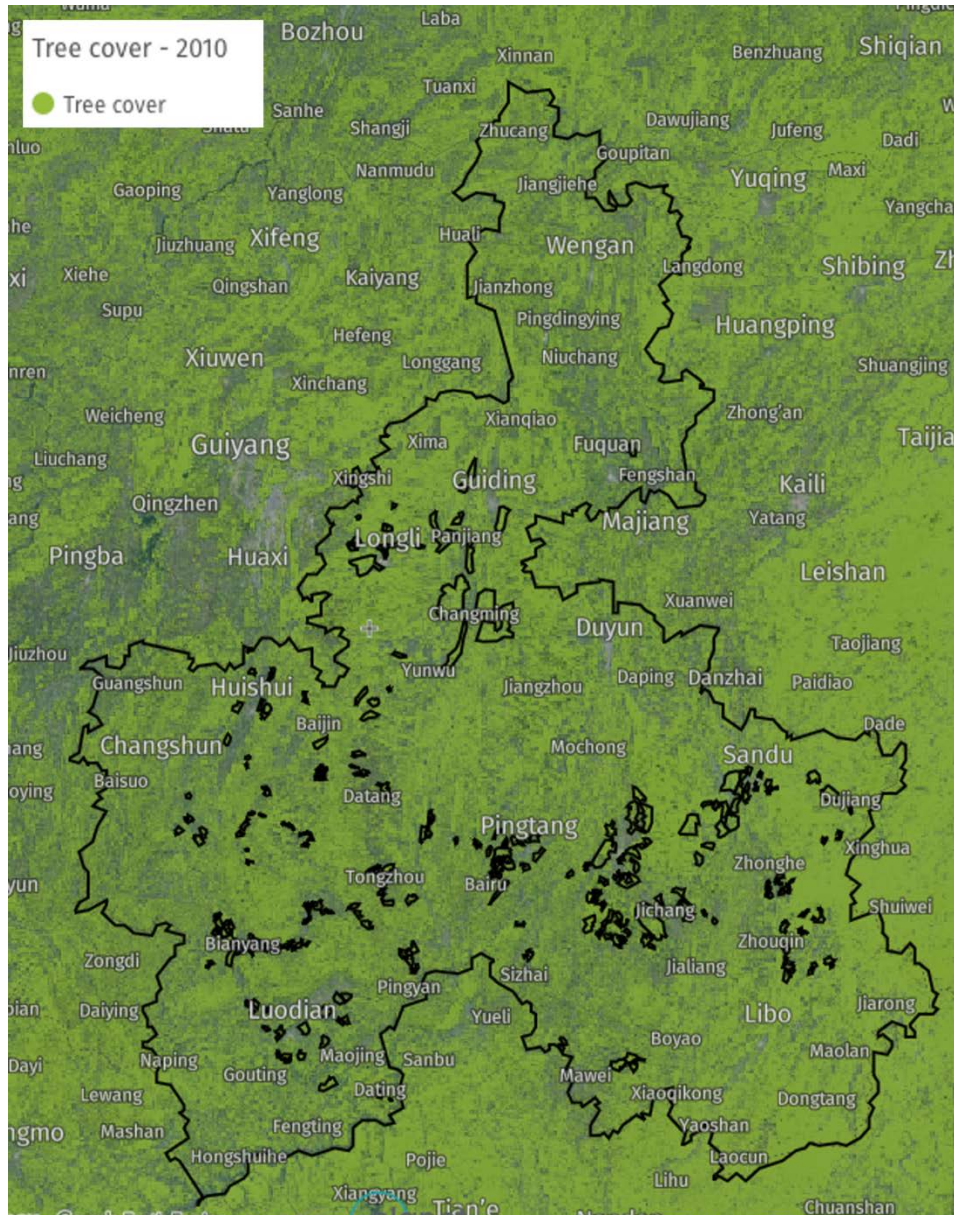 Laba
Bozhou
Shiqian
Tree cover - 2010
Xinnan
Benzhuang
Tuanxi
Tree cover
Sanhe
Shangji
Zhucang
Dawujiang
Jufeng
Dadi
Goupitan
Nanmudu
Yuqing
Maxi
Gaoping
Yanglong
Jiangjiehe
Yangcha
Huali
Jiuzhuang
Xifeng
Wengan
Langdong
Shibing
Xiehe
Qingshan
Kaiyang
Jianzhong
Supu
Pingdingying
Huangping
Hefeng
Xiuwen
Longgang
Niuchang
Shuangjing
Xinchang
Weicheng
Xianqiao
Zhong'an
Guiyang
Xima
Fuquan
Taijia
Liuchang
Xingshi
Guiding
Fengshan
Kaili
Qingzhen
Yatang
Majiang
Pingba
Huaxi
Longli
Panjiang
Leishan
Changming
Xuanwei
Duyun
Taojiang
Jiuzhou
Guangshun
Huishui
Yunwu
Jiangzhou
Daping
Danzhai
Paidiao
Baijin
Dade
Changshun
Mochong
Sandu
Baisuo
Datang
Dujiang
Pingtang
Xinghua
Tongzhou
Bairu
Zhonghe
Jichang
Shuiwei
Bianyang
Zhouqin
Zongdi
Sizhai
Jialiang
Pingyan
Daiying
Luodian
Yueli
Libo
Jiarong
Boyao
Dayi
Naping
Maojing
Sanbu
Maolan
Gouting
Mawei
Lewang
Dating
Xiaoqikong
Dongtang
Mashan
Fengting
Yaoshan
Hongshuihe
Pojie
Laocun
Lihu
Xiangyang
Tian'e
Chuanshan